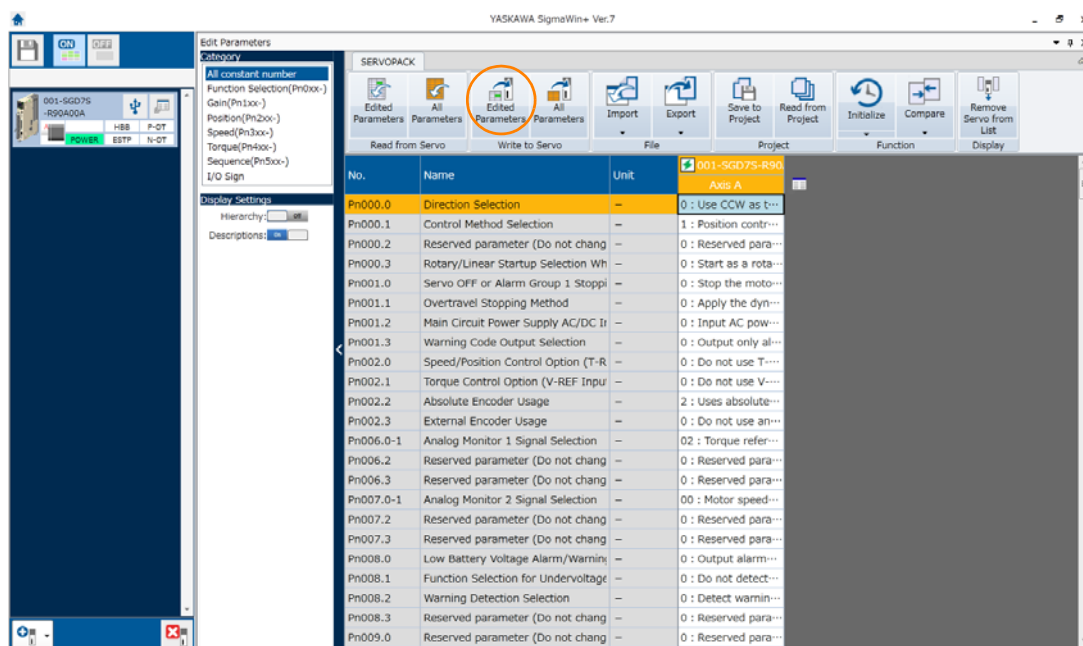 YASKAWA SigmaWin+ Ver.7
ON OFF
001-SGD7S
-R90A00A
HBB P-OT
POWER ESTP N-OT
Edit Parameters
Category
All constant number
Function Selection(Pn0xx-)
Gain(Pn1xx-)
Position(Pn2xx-)
Speed(Pn3xx-)
Torque(Pn4xx-)
Sequence(Pn5xx-)
I/O Sign
Display Settings
Hierarchy: Off
Descriptions: On
SERVOPACK
Edited Parameters
All Parameters
Read from Servo
Edited Parameters
All Parameters
Write to Servo
Import
Export
File
Save to Project
Read from Project
Project
Initialize
Compare
Function
Remove Servo from List
Display
No. Name Unit 001-SGD7S-R90
Axis A
Pn000.0 Direction Selection − 0 : Use CCW as t···
Pn000.1 Control Method Selection − 1 : Position contr···
Pn000.2 Reserved parameter (Do not chang − 0 : Reserved para···
Pn000.3 Rotary/Linear Startup Selection Wh − 0 : Start as a rota···
Pn001.0 Servo OFF or Alarm Group 1 Stoppi − 0 : Stop the moto···
Pn001.1 Overtravel Stopping Method − 0 : Apply the dyn···
Pn001.2 Main Circuit Power Supply AC/DC I − 0 : Input AC pow···
Pn001.3 Warning Code Output Selection − 0 : Output only al···
Pn002.0 Speed/Position Control Option (T-R − 0 : Do not use T-···
Pn002.1 Torque Control Option (V-REF Inpu − 0 : Do not use V-···
Pn002.2 Absolute Encoder Usage − 2 : Uses absolute···
Pn002.3 External Encoder Usage − 0 : Do not use an···
Pn006.0-1 Analog Monitor 1 Signal Selection − 02 : Torque refer···
Pn006.2 Reserved parameter (Do not chang − 0 : Reserved para···
Pn006.3 Reserved parameter (Do not chang − 0 : Reserved para···
Pn007.0-1 Analog Monitor 2 Signal Selection − 00 : Motor speed···
Pn007.2 Reserved parameter (Do not chang − 0 : Reserved para···
Pn007.3 Reserved parameter (Do not chang − 0 : Reserved para···
Pn008.0 Low Battery Voltage Alarm/Warning − 0 : Output alarm···
Pn008.1 Function Selection for Undervoltage − 0 : Do not detect···
Pn008.2 Warning Detection Selection − 0 : Detect warnin···
Pn008.3 Reserved parameter (Do not chang − 0 : Reserved para···
Pn009.0 Reserved parameter (Do not chang − 0 : Reserved para···